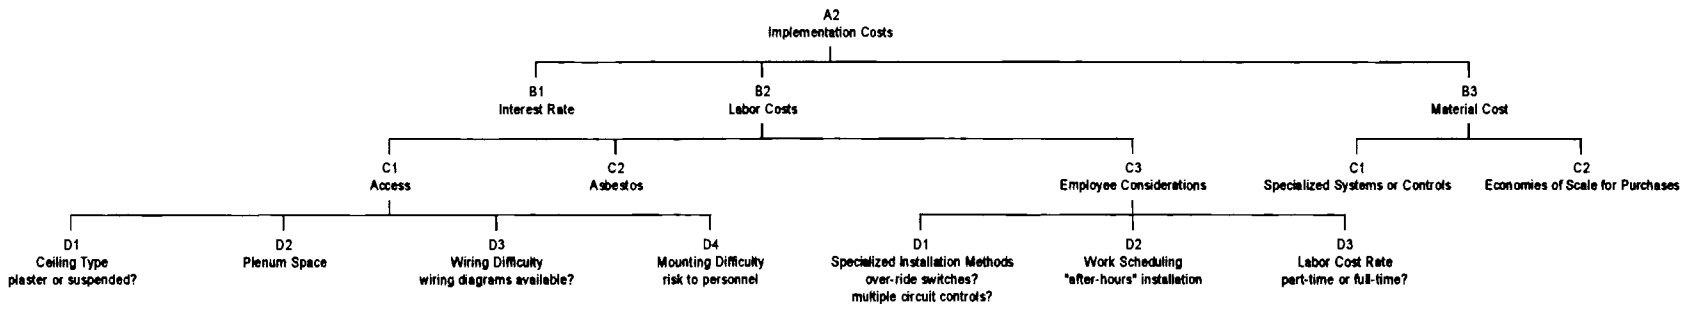 A2
Implementation Costs
B1
Interest Rate
B2
Labor Costs
B3
Material Cost
C1
Access
C2
Asbestos
C3
Employee Considerations
C1
Specialized Systems or Controls
C2
Economies of Scale for Purchases
D1
Ceiling Type
plaster or suspended?
D2
Plenum Space
D3
Wiring Difficulty
wiring diagrams available?
D4
Mounting Difficulty
risk to personnel
D1
Specialized Installation Methods
over-ride switches?
multiple circuit controls?
D2
Work Scheduling
"after-hours" installation
D3
Labor Cost Rate
part-time or full-time?